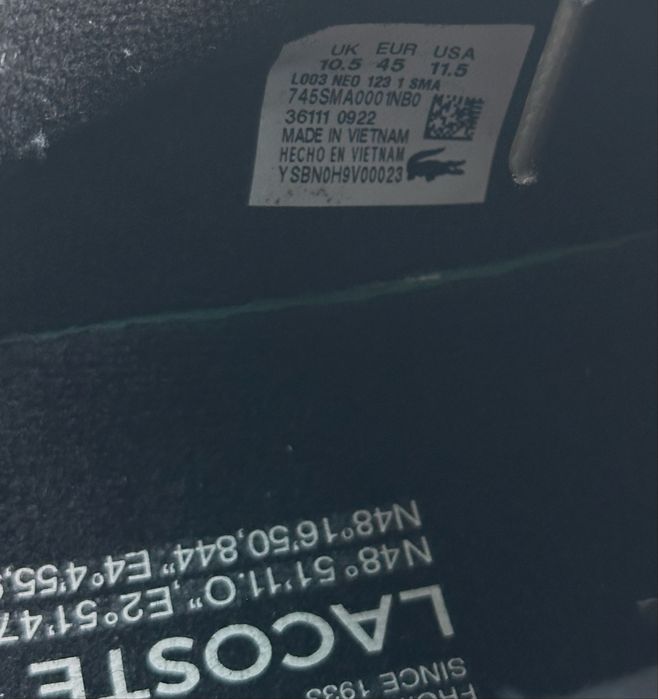 UK EUR USA
10.5 45 11.5
L003 NEO 123 1 SMA
745SMA0001NB0
36111 0922
MADE IN VIETNAM
HECHO EN VIETNAM
YSBN0H9V00023
SINCE 1933
LACOSTE
N48° 51'11.0", E2°51'47
N48°16'50,844" E4°4'55,9